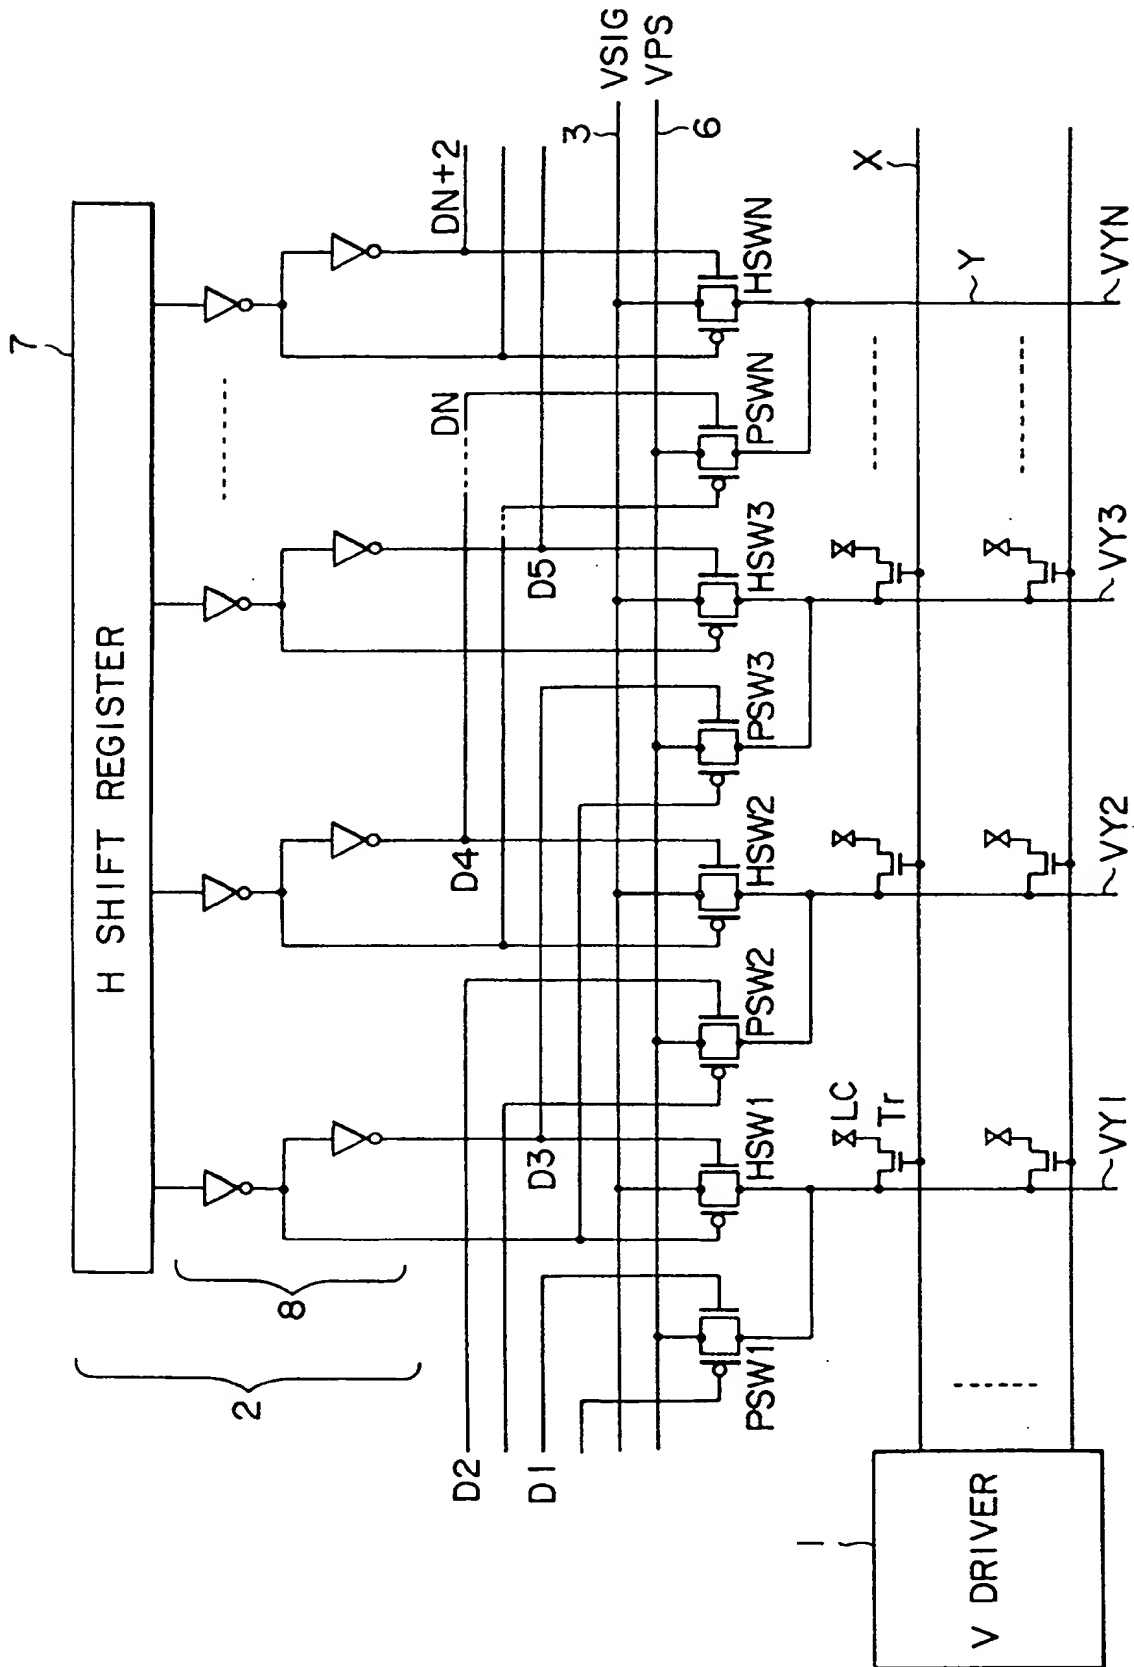 7
H SHIFT REGISTER
8
2
D2
D1
D3
D4
D5
DN
DN+2
3
VSIG
6
VPS
PSW1
HSW1
PSW2
HSW2
PSW3
HSW3
PSWN
HSWN
LC
Tr
X
Y
1
V DRIVER
VY1
VY2
VY3
VYN